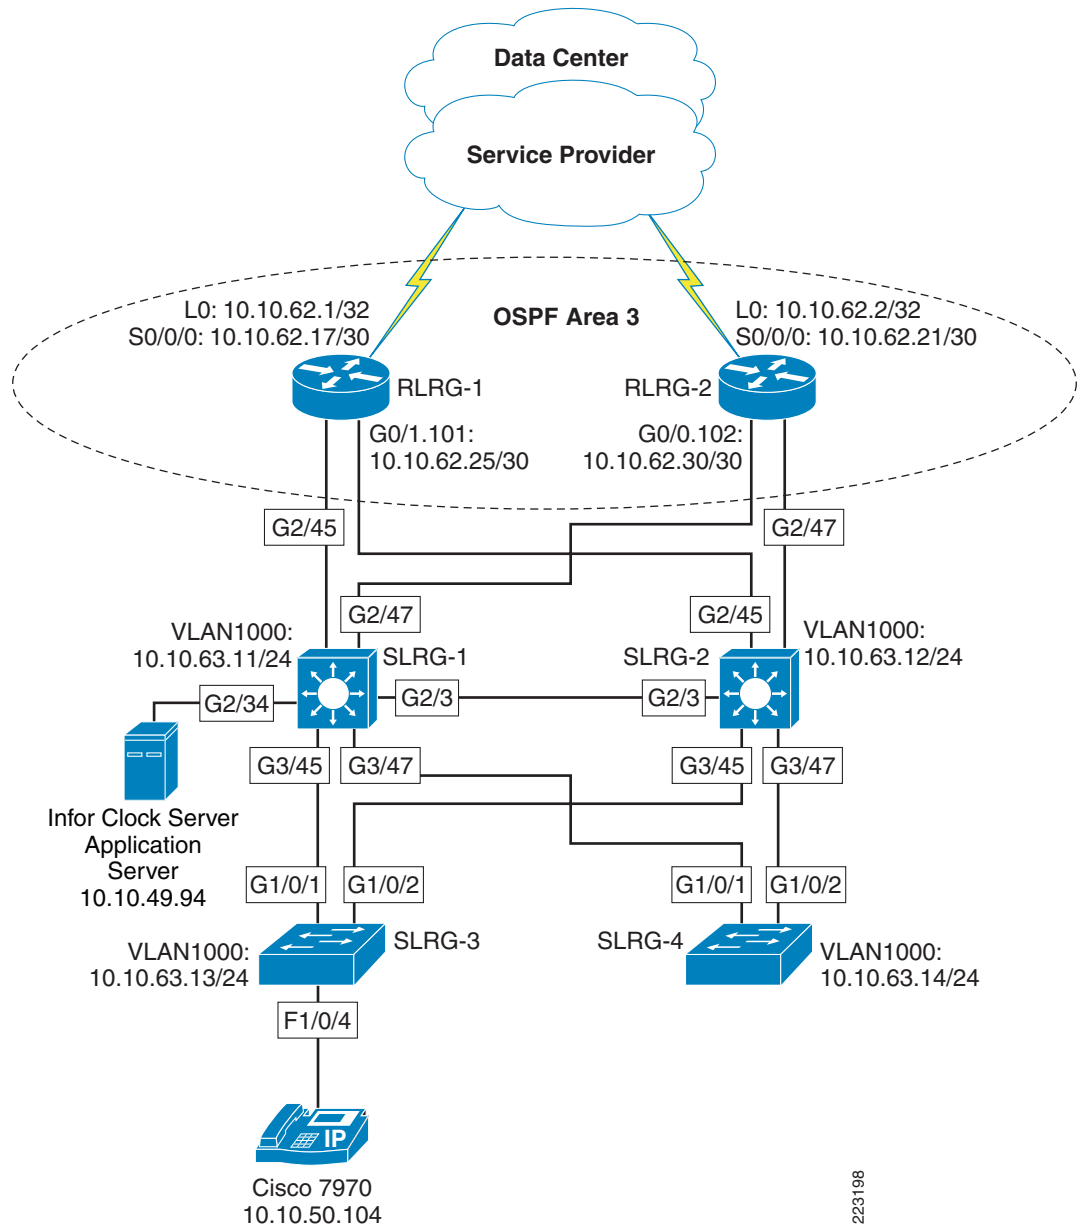 Data Center
Service Provider
OSPF Area 3
L0: 10.10.62.1/32
S0/0/0: 10.10.62.17/30
L0: 10.10.62.2/32
S0/0/0: 10.10.62.21/30
RLRG-1
RLRG-2
G0/1.101:
10.10.62.25/30
G0/0.102:
10.10.62.30/30
G2/45
G2/47
G2/47
G2/45
VLAN1000:
10.10.63.11/24
SLRG-1
SLRG-2
VLAN1000:
10.10.63.12/24
G2/34
G2/3
G2/3
G3/45
G3/47
G3/45
G3/47
Infor Clock Server
Application
Server
10.10.49.94
G1/0/1
G1/0/2
G1/0/1
G1/0/2
VLAN1000:
10.10.63.13/24
SLRG-3
SLRG-4
VLAN1000:
10.10.63.14/24
F1/0/4
IP
Cisco 7970
10.10.50.104
223198